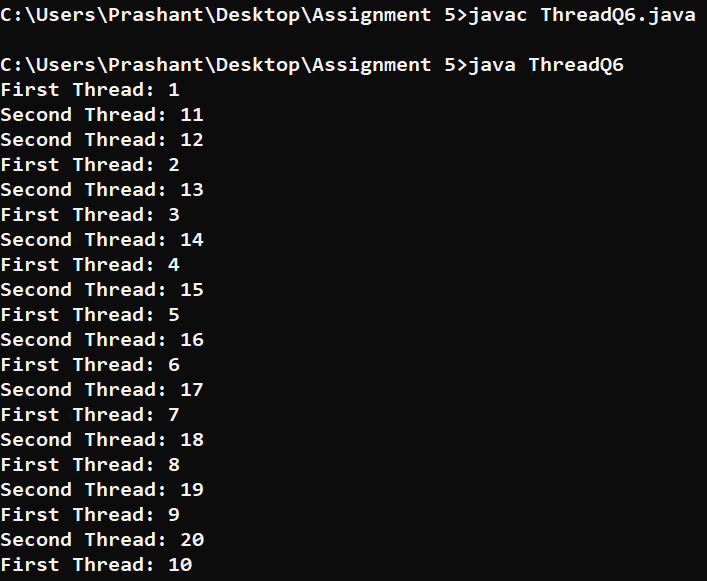 C:\Users\Prashant\Desktop\Assignment 5>javac ThreadQ6.java
C:\Users\Prashant\Desktop\Assignment 5>java ThreadQ6
First Thread: 1
Second Thread: 11
Second Thread: 12
First Thread: 2
Second Thread: 13
First Thread: 3
Second Thread: 14
First Thread: 4
Second Thread: 15
First Thread: 5
Second Thread: 16
First Thread: 6
Second Thread: 17
First Thread: 7
Second Thread: 18
First Thread: 8
Second Thread: 19
First Thread: 9
Second Thread: 20
First Thread: 10